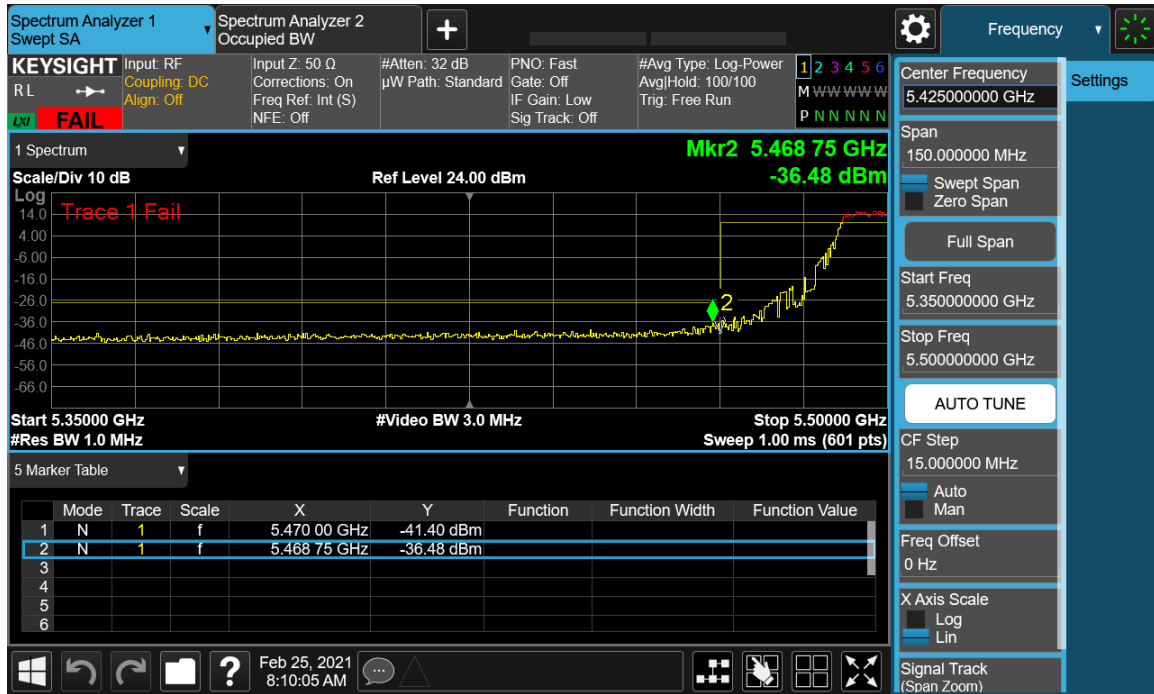 Spectrum Analyzer 1
Swept SA
Spectrum Analyzer 2
Occupied BW
Frequency
KEYSIGHT
RL
LXI
FAIL
Input: RF
Coupling: DC
Align: Off
Input Z: 50 Ω
Corrections: On
Freq Ref: Int (S)
NFE: Off
#Atten: 32 dB
µW Path: Standard
PNO: Fast
Gate: Off
IF Gain: Low
Sig Track: Off
#Avg Type: Log-Power
Avg|Hold: 100/100
Trig: Free Run
1 2 3 4 5 6
M W W W W W
P N N N N N
1 Spectrum
Mkr2 5.468 75 GHz
-36.48 dBm
Scale/Div 10 dB
Ref Level 24.00 dBm
Log
Trace 1 Fail
14.0
4.00
-6.00
-16.0
-26.0
-36.0
-46.0
-56.0
-66.0
2
Start 5.35000 GHz
#Video BW 3.0 MHz
Stop 5.50000 GHz
#Res BW 1.0 MHz
Sweep 1.00 ms (601 pts)
5 Marker Table
Mode Trace Scale X Y Function Function Width Function Value
1 N 1 f 5.470 00 GHz -41.40 dBm
2 N 1 f 5.468 75 GHz -36.48 dBm
3
4
5
6
Feb 25, 2021
8:10:05 AM
?
Center Frequency
5.425000000 GHz
Settings
Span
150.000000 MHz
Swept Span
Zero Span
Full Span
Start Freq
5.350000000 GHz
Stop Freq
5.500000000 GHz
AUTO TUNE
CF Step
15.000000 MHz
Auto
Man
Freq Offset
0 Hz
X Axis Scale
Log
Lin
Signal Track
(Span Zoom)